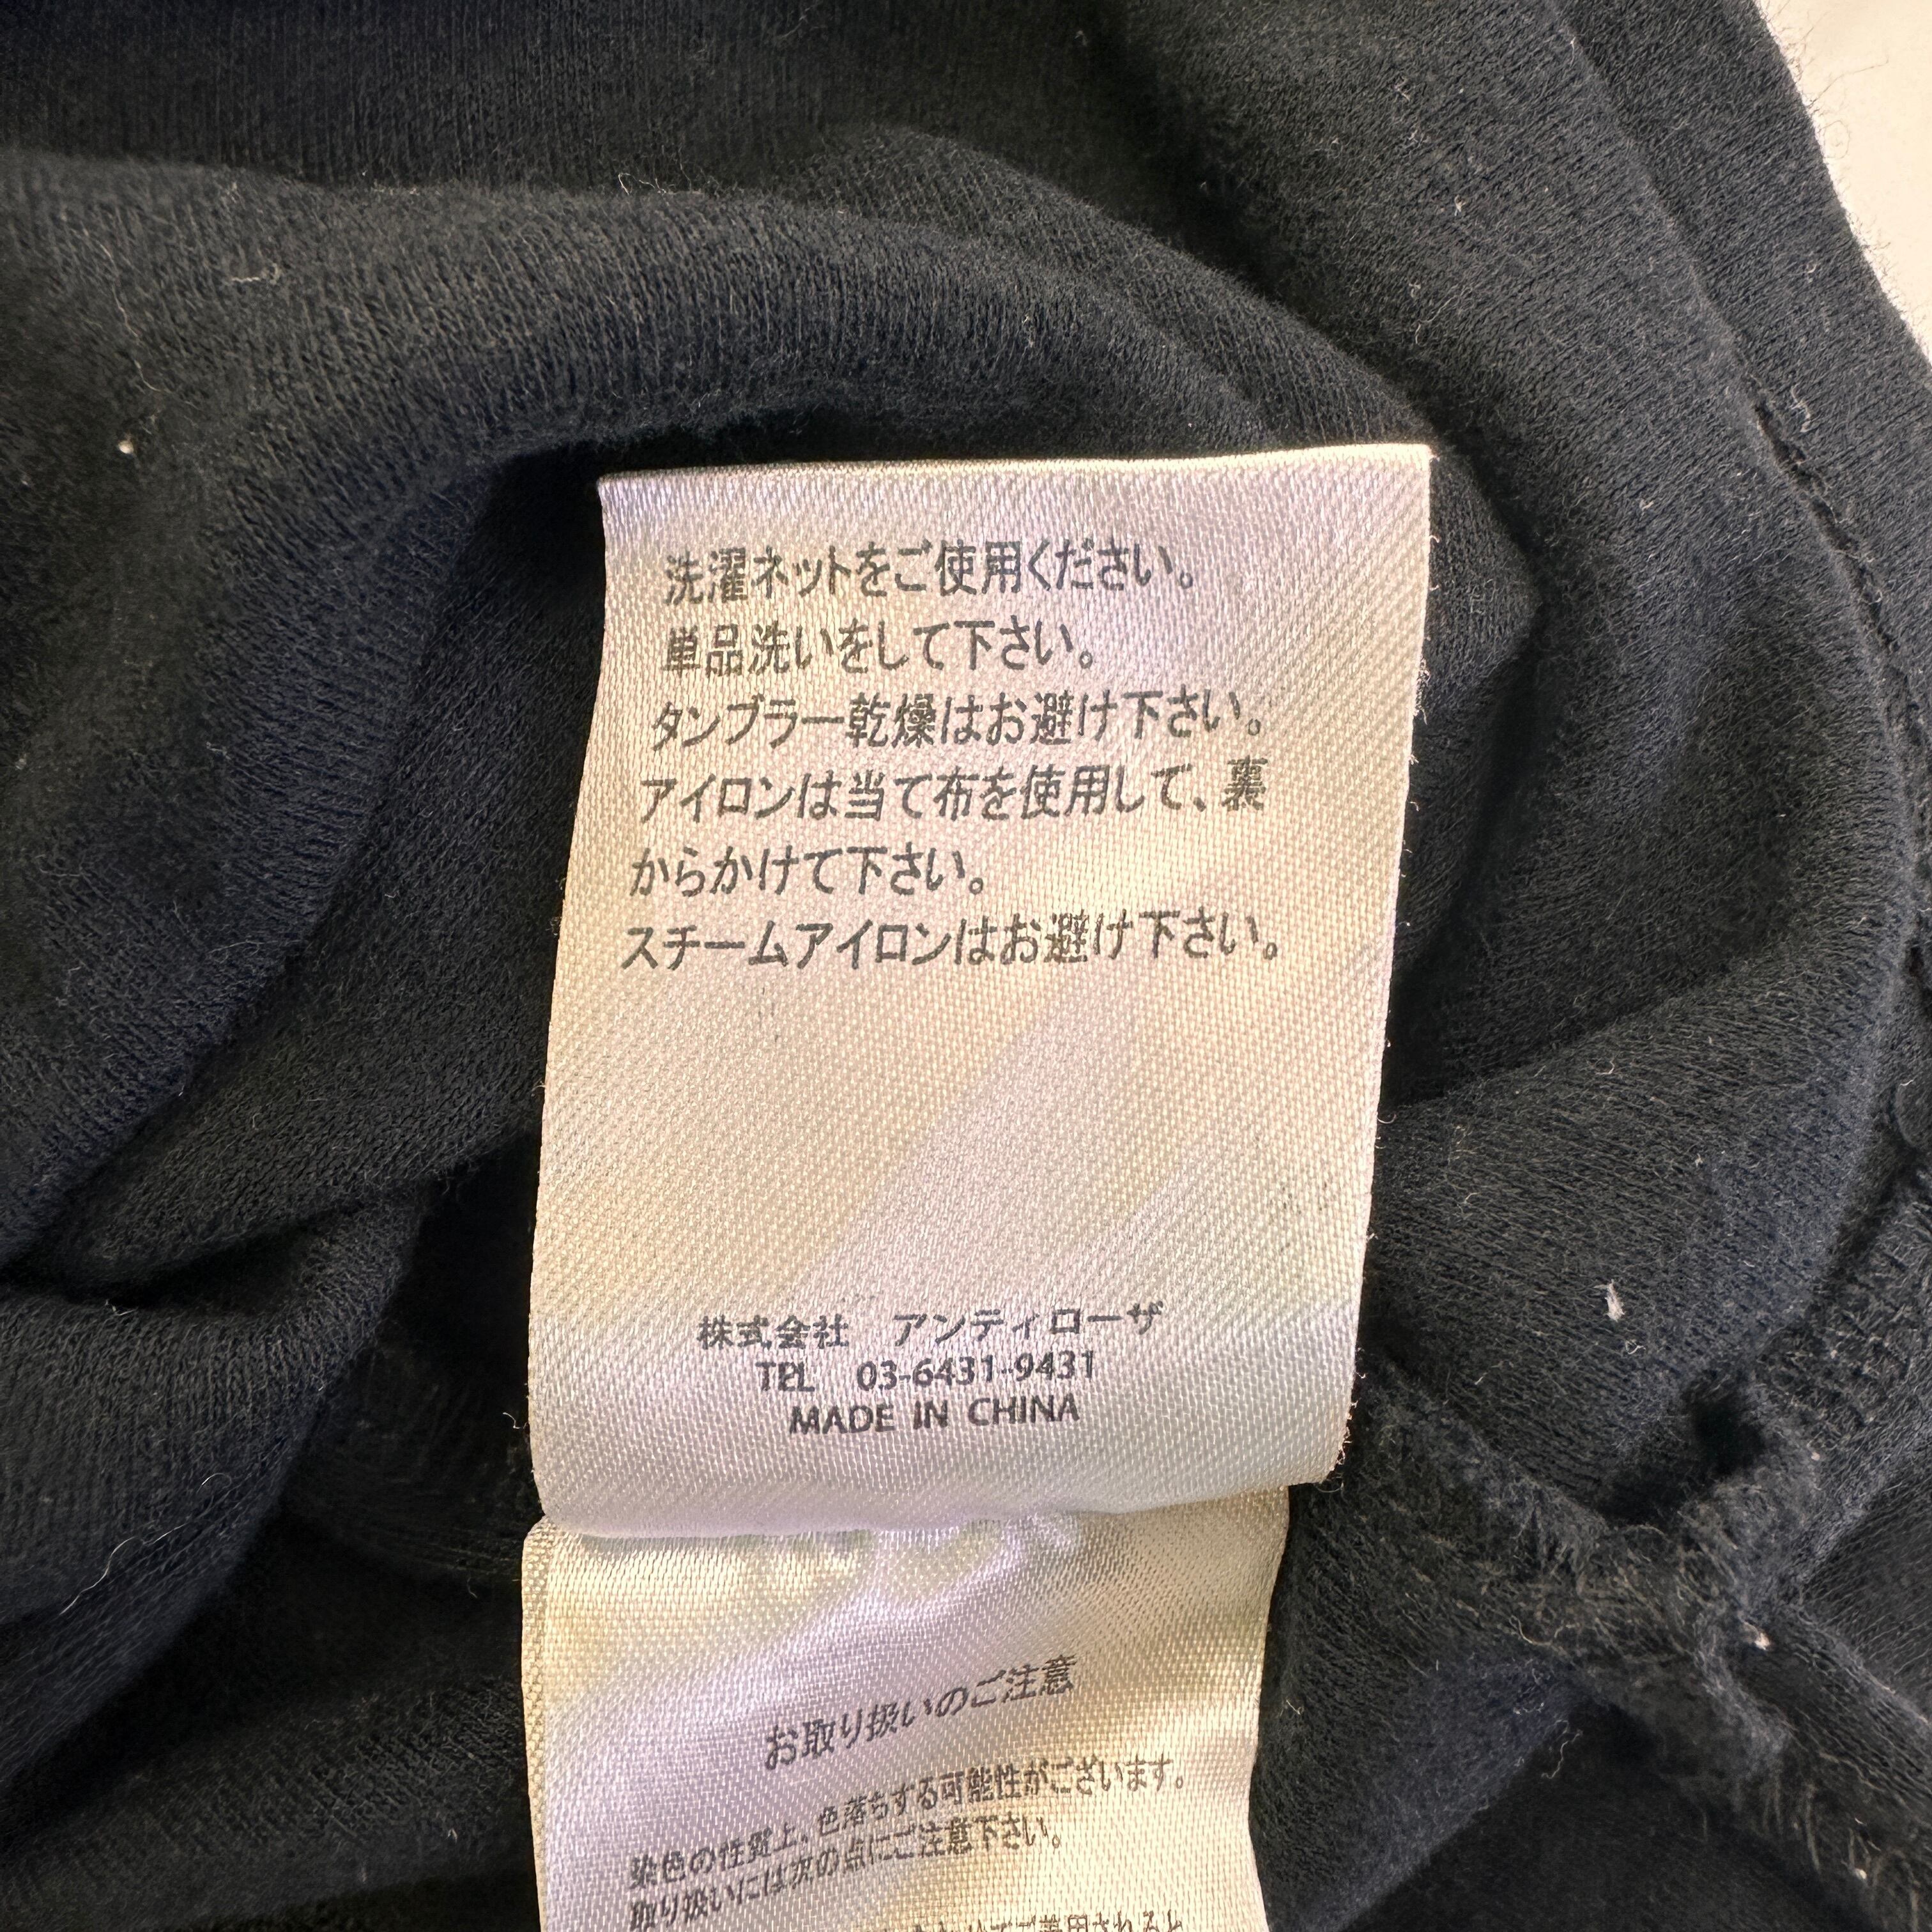 洗濯ネットをご使用ください。
単品洗いをして下さい。
タンブラー乾燥はお避け下さい。
アイロンは当て布を使用して、裏
からかけて下さい。
スチームアイロンはお避け下さい。
株式会社　アンティローザ
TEL　03-6431-9431
MADE IN CHINA
お取り扱いのご注意
染色の性質上、色落ちする可能性がございます。
取り扱いには次の点にご注意下さい。
ご着用されると